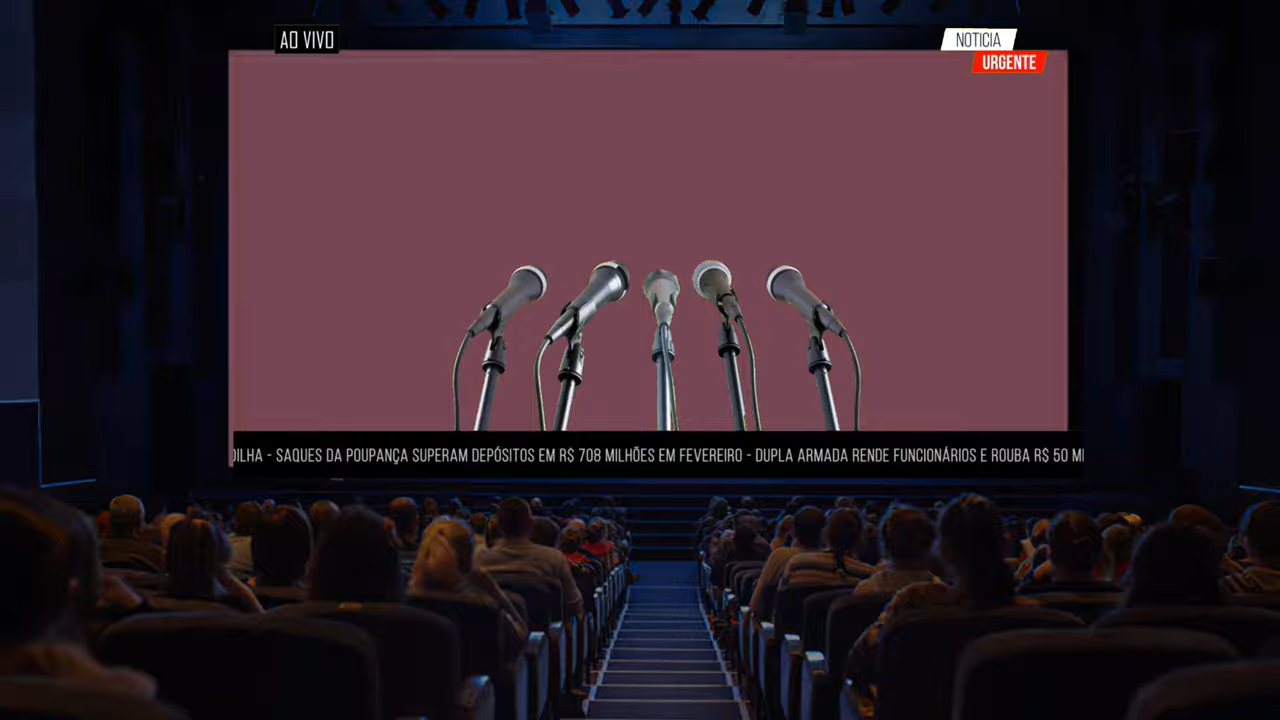 AO VIVO
NOTICIA
URGENTE
- SAQUES DA POUPANÇA SUPERAM DEPÓSITOS EM R$ 708 MILHÕES EM FEVEREIRO - DUPLA ARMADA RENDE FUNCIONÁRIOS E ROUBA R$ 50